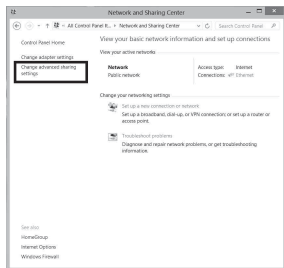 Network and Sharing Center
All Control Panel It... Network and Sharing Center
Search Control Panel
Control Panel Home
Change adapter settings
Change advanced sharing
settings
View your basic network information and set up connections
View your active networks
Network
Public network
Access type: Internet
Connections: Ethernet
Change your networking settings
Set up a new connection or network
Set up a broadband, dial-up, or VPN connection; or set up a router or
access point.
Troubleshoot problems
Diagnose and repair network problems, or get troubleshooting
information.
See also
HomeGroup
Internet Options
Windows Firewall